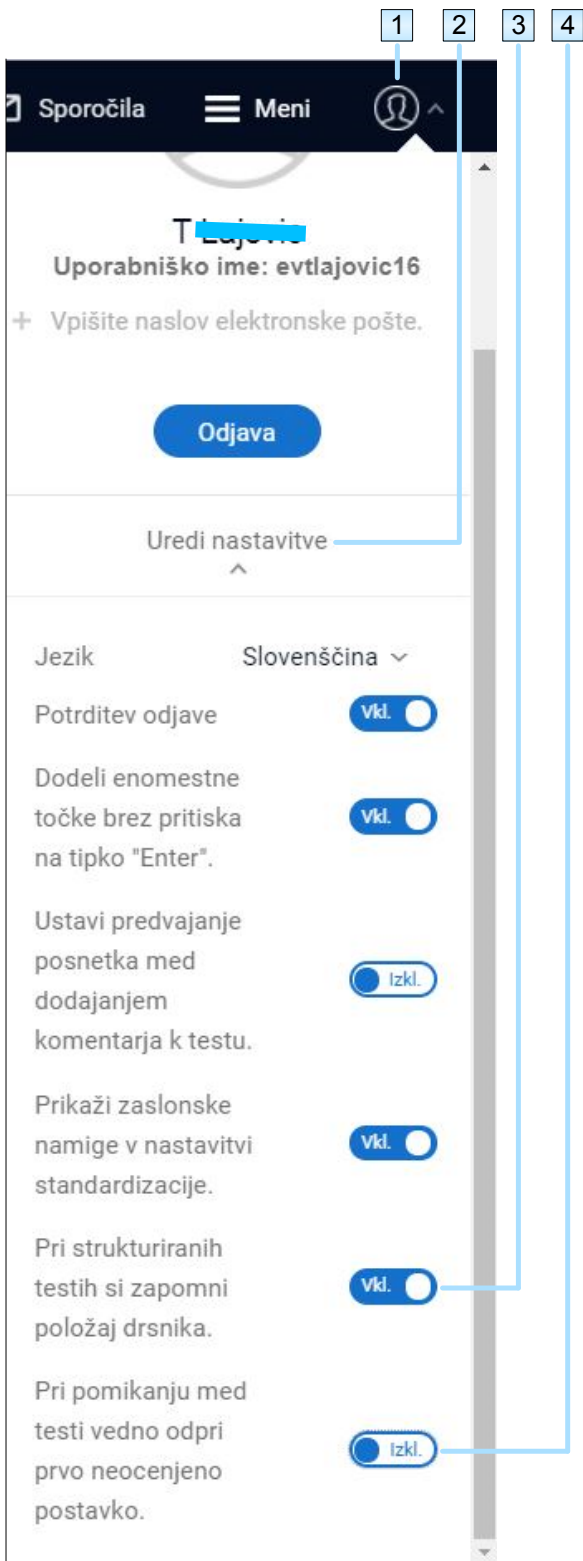 1 2 3 4
Sporočila Meni
T
Uporabniško ime: evtlajovic16
+ Vpišite naslov elektronske pošte.
Odjava
Uredi nastavitve
Jezik Slovenščina
Potrditev odjave Vkl.
Dodeli enomestne
točke brez pritiska Vkl.
na tipko "Enter".
Ustavi predvajanje
posnetka med
dodajanjem Izkl.
komentarja k testu.
Prikaži zaslonske
namige v nastavitvi Vkl.
standardizacije.
Pri strukturiranih
testih si zapomni Vkl.
položaj drsnika.
Pri pomikanju med
testi vedno odpri Izkl.
prvo neocenjeno
postavko.